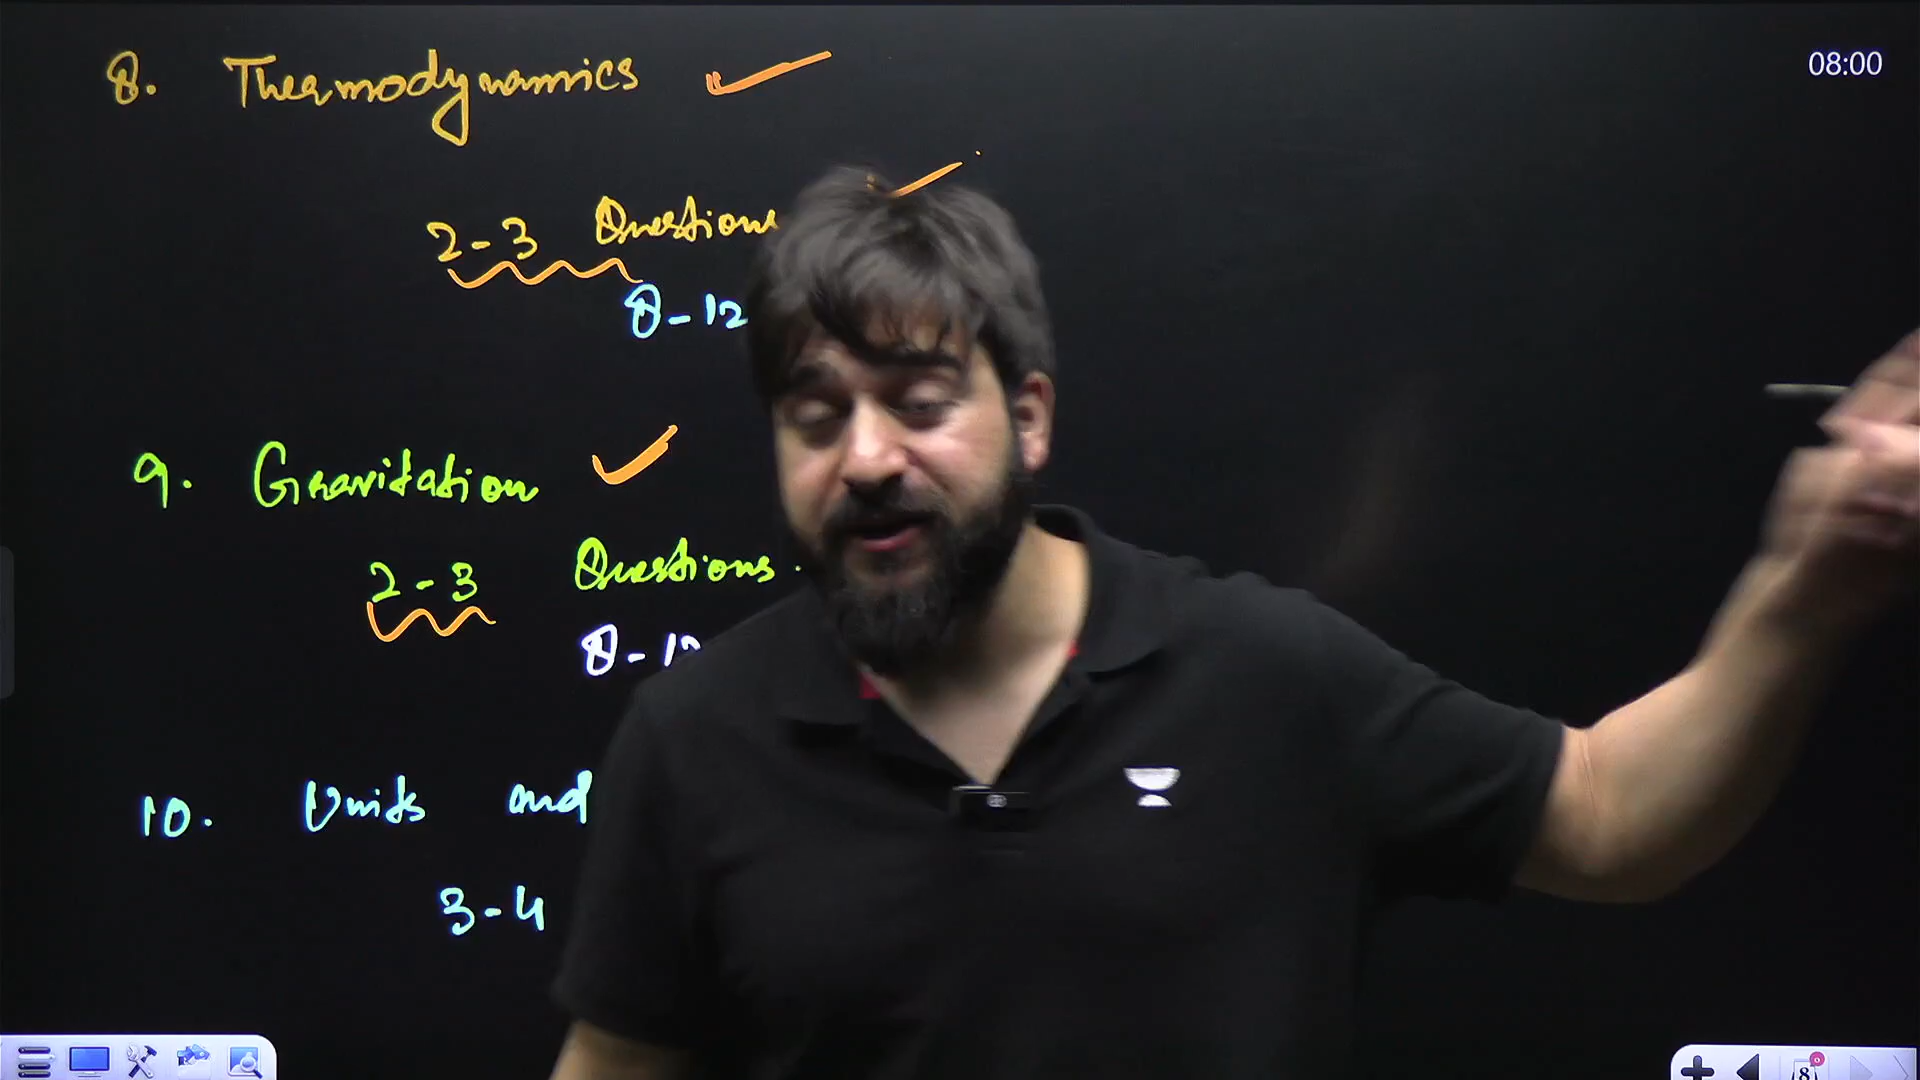 8. Thermodynamics
08:00
2-3 Questions
8-12
9. Gravitation
2-3 Questions.
8-1
10. Units and
3-4
8